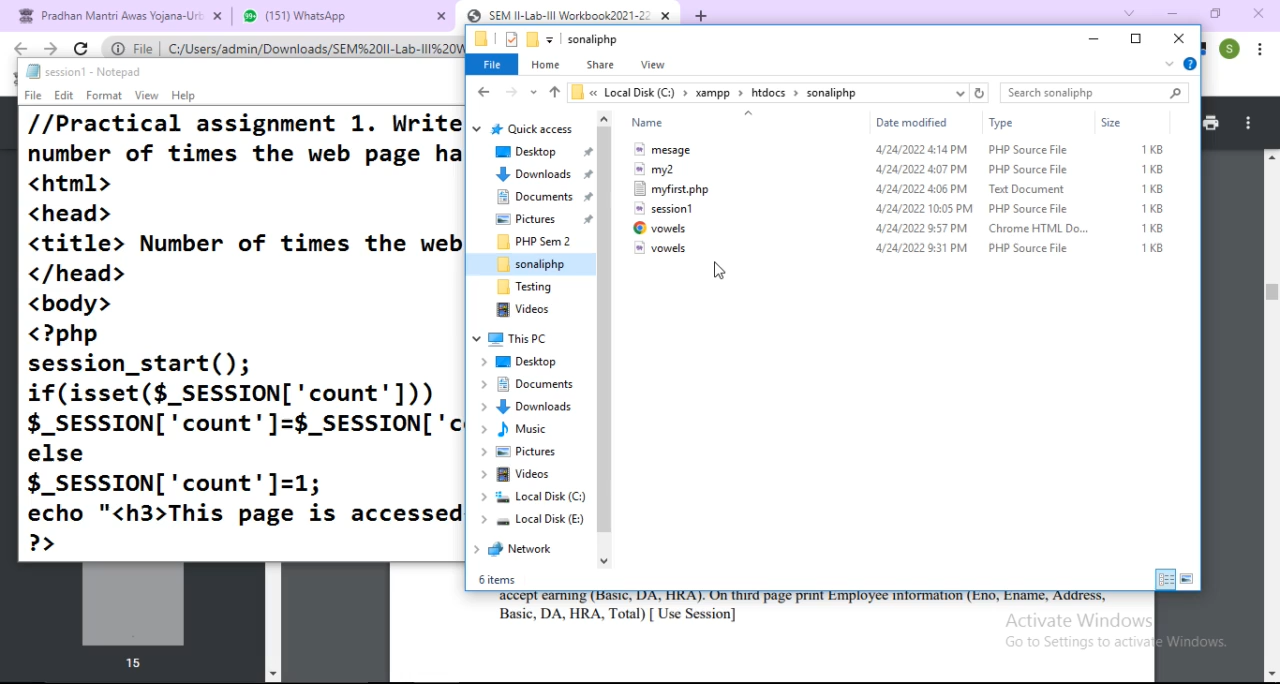 Pradhan Mantri Awas Yojana-Urb
(151) WhatsApp
SEM II-Lab-III Workbook2021-22
File
C:/Users/admin/Downloads/SEM%20II-Lab-III%20W
S
session1 - Notepad
File Edit Format View Help
//Practical assignment 1. Write
number of times the web page ha
<html>
<head>
<title> Number of times the web
</head>
<body>
<?php
session_start();
if(isset($_SESSION['count']))
$_SESSION['count']=$_SESSION['co
else
$_SESSION['count']=1;
echo "<h3>This page is accessed
?>
sonaliphp
File Home Share View
« Local Disk (C:) › xampp › htdocs › sonaliphp
Search sonaliphp
Quick access
Desktop
Downloads
Documents
Pictures
PHP Sem 2
sonaliphp
Testing
Videos
This PC
Desktop
Documents
Downloads
Music
Pictures
Videos
Local Disk (C:)
Local Disk (E:)
Network
Name Date modified Type Size
mesage 4/24/2022 4:14 PM PHP Source File 1 KB
my2 4/24/2022 4:07 PM PHP Source File 1 KB
myfirst.php 4/24/2022 4:06 PM Text Document 1 KB
session1 4/24/2022 10:05 PM PHP Source File 1 KB
vowels 4/24/2022 9:57 PM Chrome HTML Do... 1 KB
vowels 4/24/2022 9:31 PM PHP Source File 1 KB
6 items
accept earning (Basic, DA, HRA). On third page print Employee information (Eno, Ename, Address,
Basic, DA, HRA, Total) [ Use Session]
15
Activate Windows
Go to Settings to activate Windows.